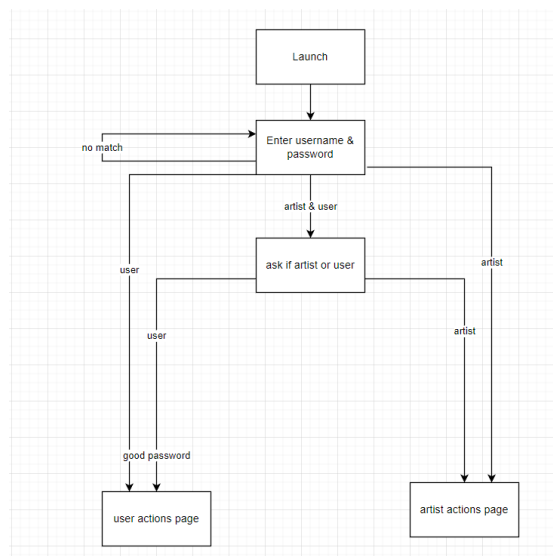 Launch
Enter username &
password
no match
artist & user
ask if artist or user
user
artist
user
artist
good password
user actions page
artist actions page